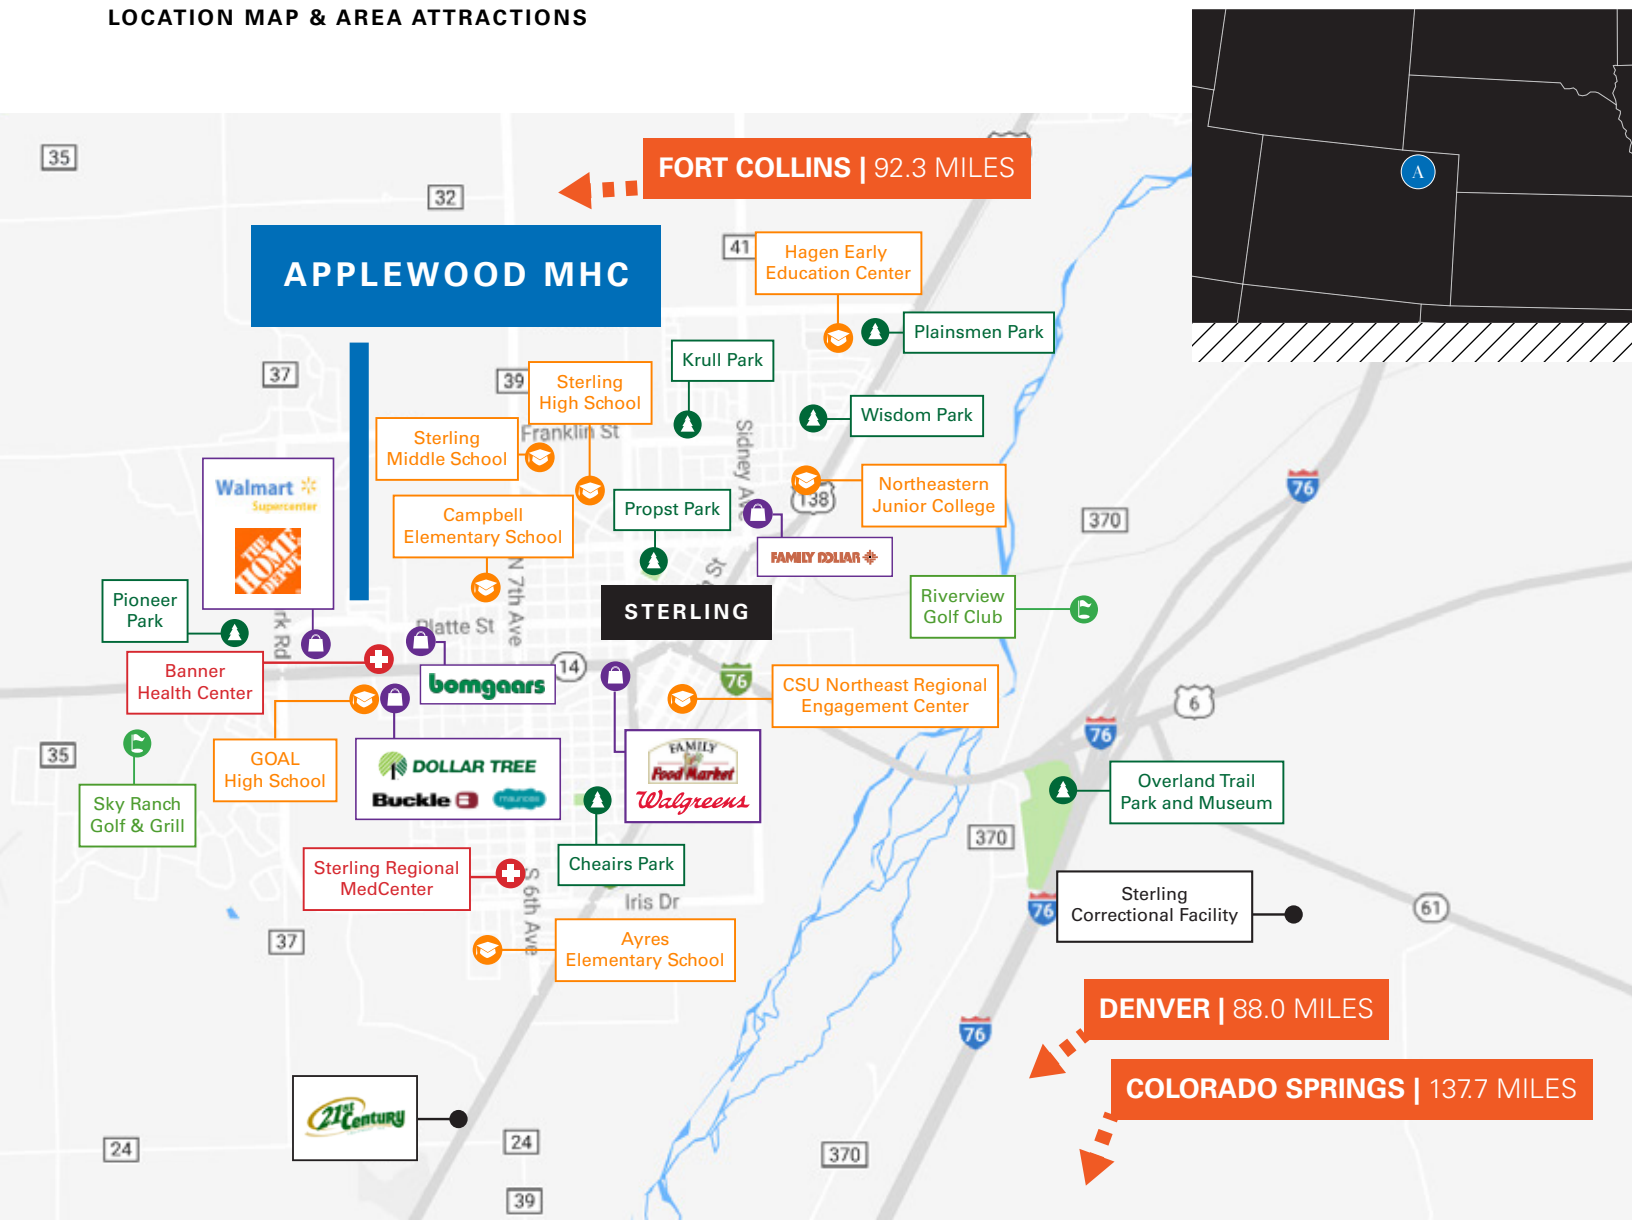 LOCATION MAP & AREA ATTRACTIONS
A
35
32
FORT COLLINS | 92.3 MILES
APPLEWOOD MHC
41
Hagen Early
Education Center
Plainsmen Park
37
39
Sterling
High School
Krull Park
Wisdom Park
Franklin St
Sterling
Middle School
Sidney Ave
Walmart
Supercenter
THE
HOME
DEPOT
Northeastern
Junior College
138
76
370
Campbell
Elementary School
Propst Park
FAMILY DOLLAR
N 7th Ave
St
STERLING
Pioneer
Park
rk Rd
Riverview
Golf Club
Platte St
14
Banner
Health Center
bomgaars
76
CSU Northeast Regional
Engagement Center
6
76
35
GOAL
High School
DOLLAR TREE
Buckle B
maurices
FAMILY
Food Market
Walgreens
Sky Ranch
Golf & Grill
Overland Trail
Park and Museum
370
Sterling Regional
MedCenter
Cheairs Park
S 6th Ave
Iris Dr
76
Sterling
Correctional Facility
61
37
Ayres
Elementary School
DENVER | 88.0 MILES
76
COLORADO SPRINGS | 137.7 MILES
21st Century
24
24
370
39